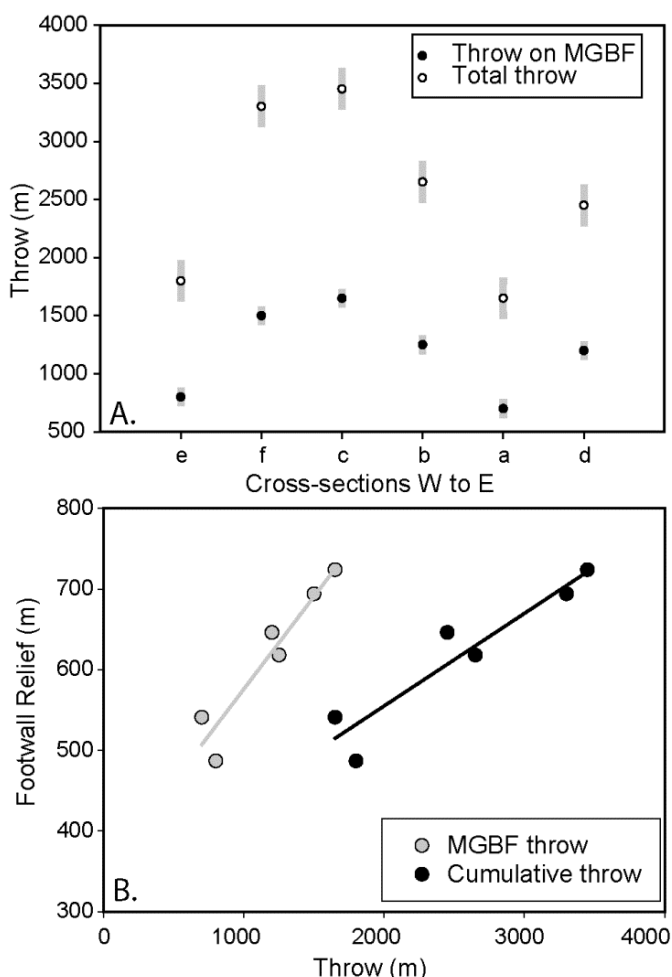 4000
3500
3000
2500
2000
1500
1000
500
Throw (m)
Throw on MGBF
Total throw
A.
e f c b a d
Cross-sections W to E
800
700
600
500
400
300
Footwall Relief (m)
MGBF throw
Cumulative throw
B.
0 1000 2000 3000 4000
Throw (m)